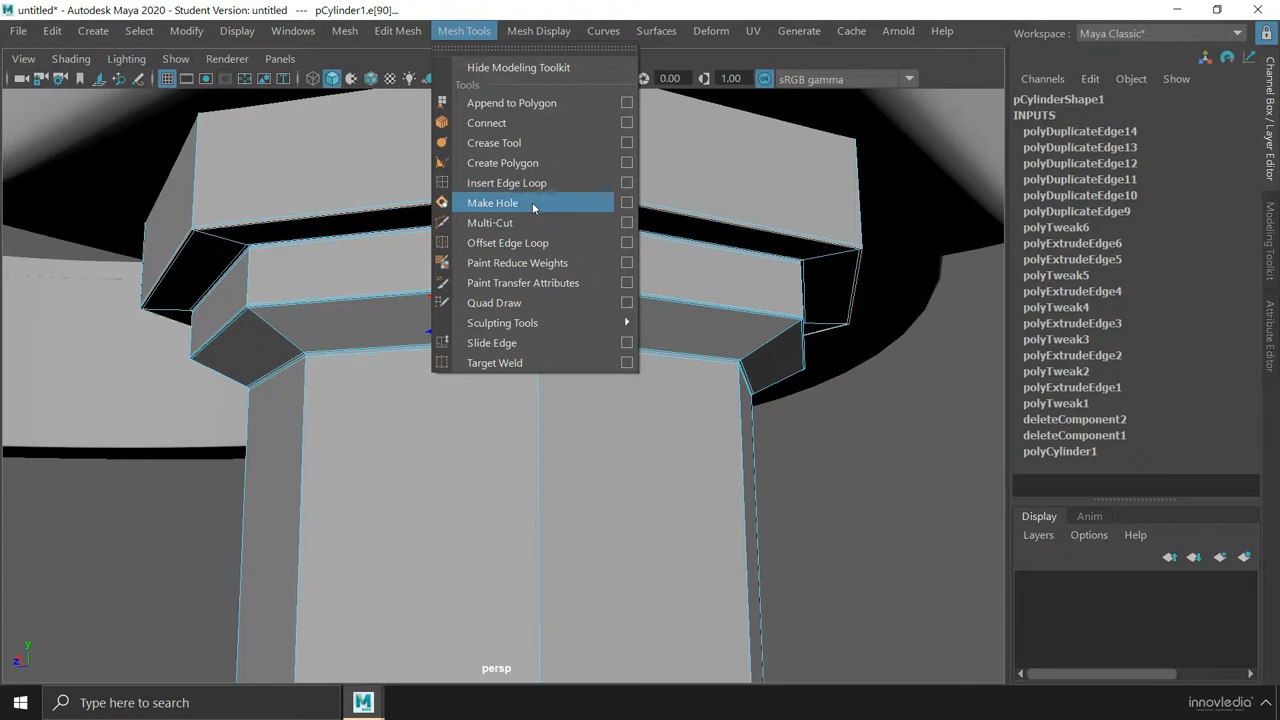 untitled* - Autodesk Maya 2020 - Student Version: untitled --- pCylinder1.e[90]...
File Edit Create Select Modify Display Windows Mesh Edit Mesh Mesh Tools Mesh Display Curves Surfaces Deform UV Generate Cache Arnold Help
Workspace : Maya Classic*
View Shading Lighting Show Renderer Panels
0.00 1.00 ON sRGB gamma
Hide Modeling Toolkit
Tools
Append to Polygon
Connect
Crease Tool
Create Polygon
Insert Edge Loop
Make Hole
Multi-Cut
Offset Edge Loop
Paint Reduce Weights
Paint Transfer Attributes
Quad Draw
Sculpting Tools
Slide Edge
Target Weld
Channels Edit Object Show
pCylinderShape1
INPUTS
polyDuplicateEdge14
polyDuplicateEdge13
polyDuplicateEdge12
polyDuplicateEdge11
polyDuplicateEdge10
polyDuplicateEdge9
polyTweak6
polyExtrudeEdge6
polyExtrudeEdge5
polyTweak5
polyExtrudeEdge4
polyTweak4
polyExtrudeEdge3
polyTweak3
polyExtrudeEdge2
polyTweak2
polyExtrudeEdge1
polyTweak1
deleteComponent2
deleteComponent1
polyCylinder1
Display Anim
Layers Options Help
Channel Box / Layer Editor
Modeling Toolkit
Attribute Editor
y
z
persp
Type here to search
M
innovledia